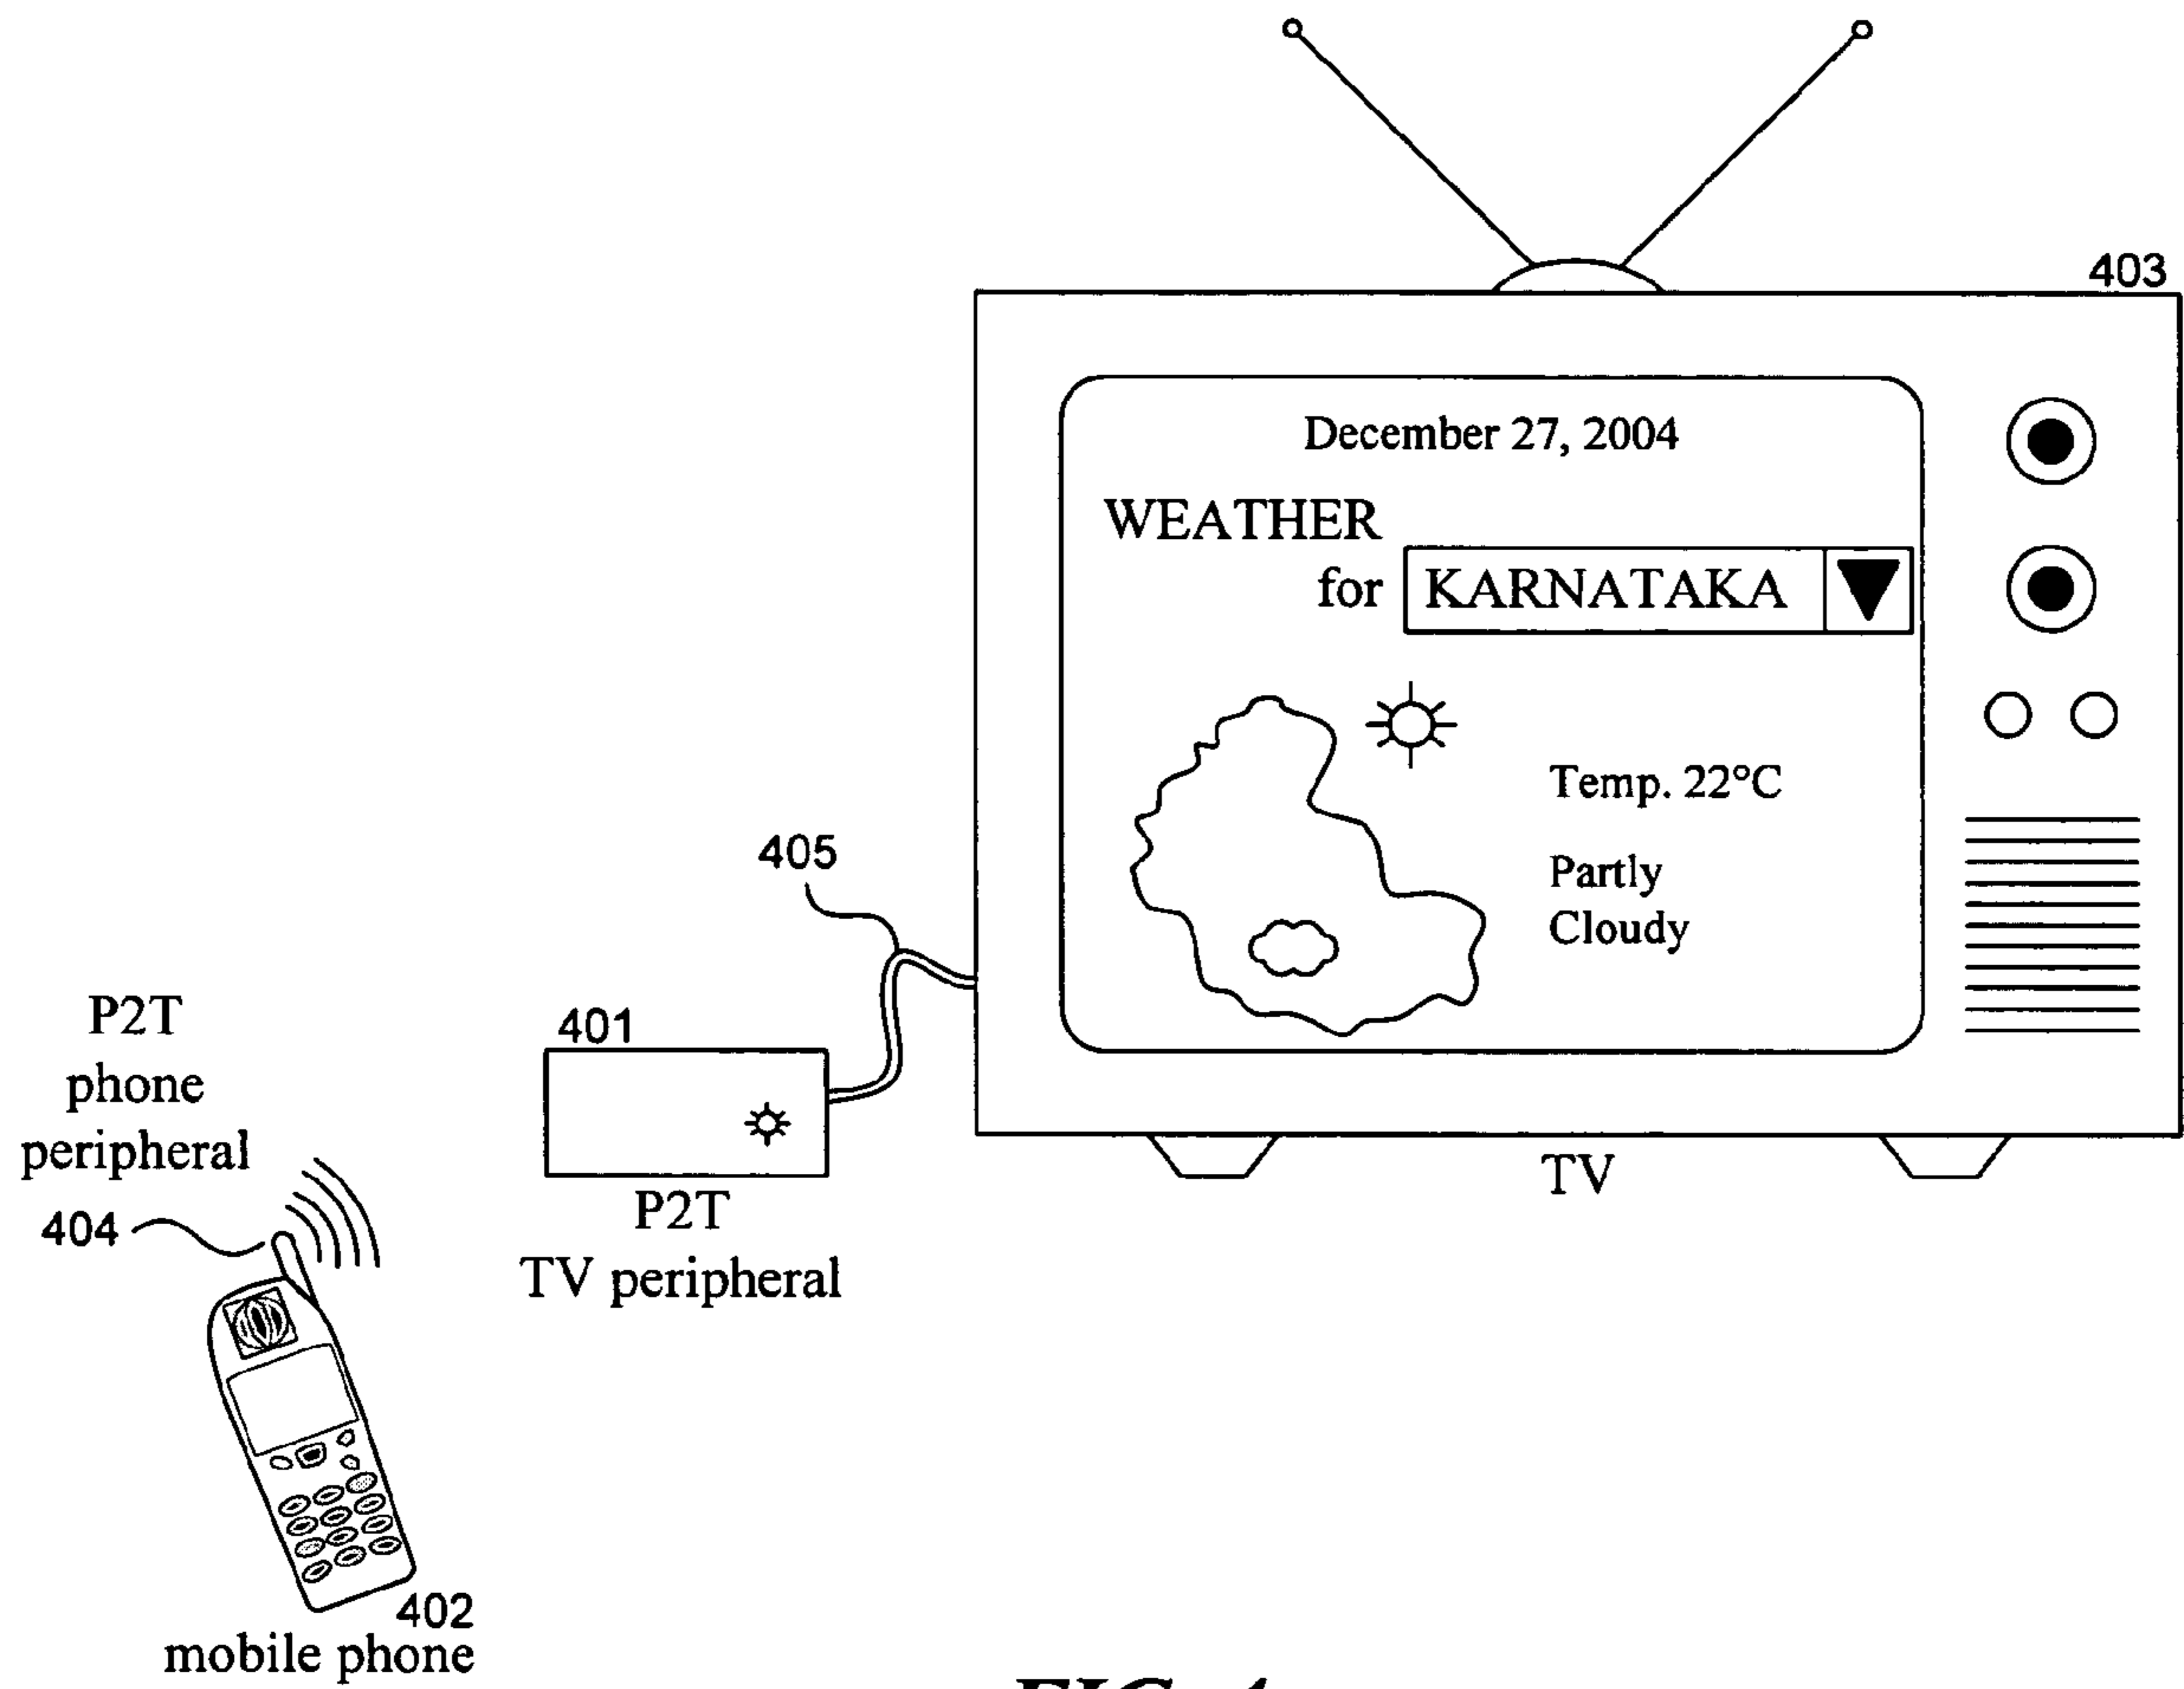 403
December 27, 2004
WEATHER
for KARNATAKA
Temp. 22°C
Partly
Cloudy
405
401
P2T
phone
peripheral
404
P2T
TV peripheral
TV
402
mobile phone